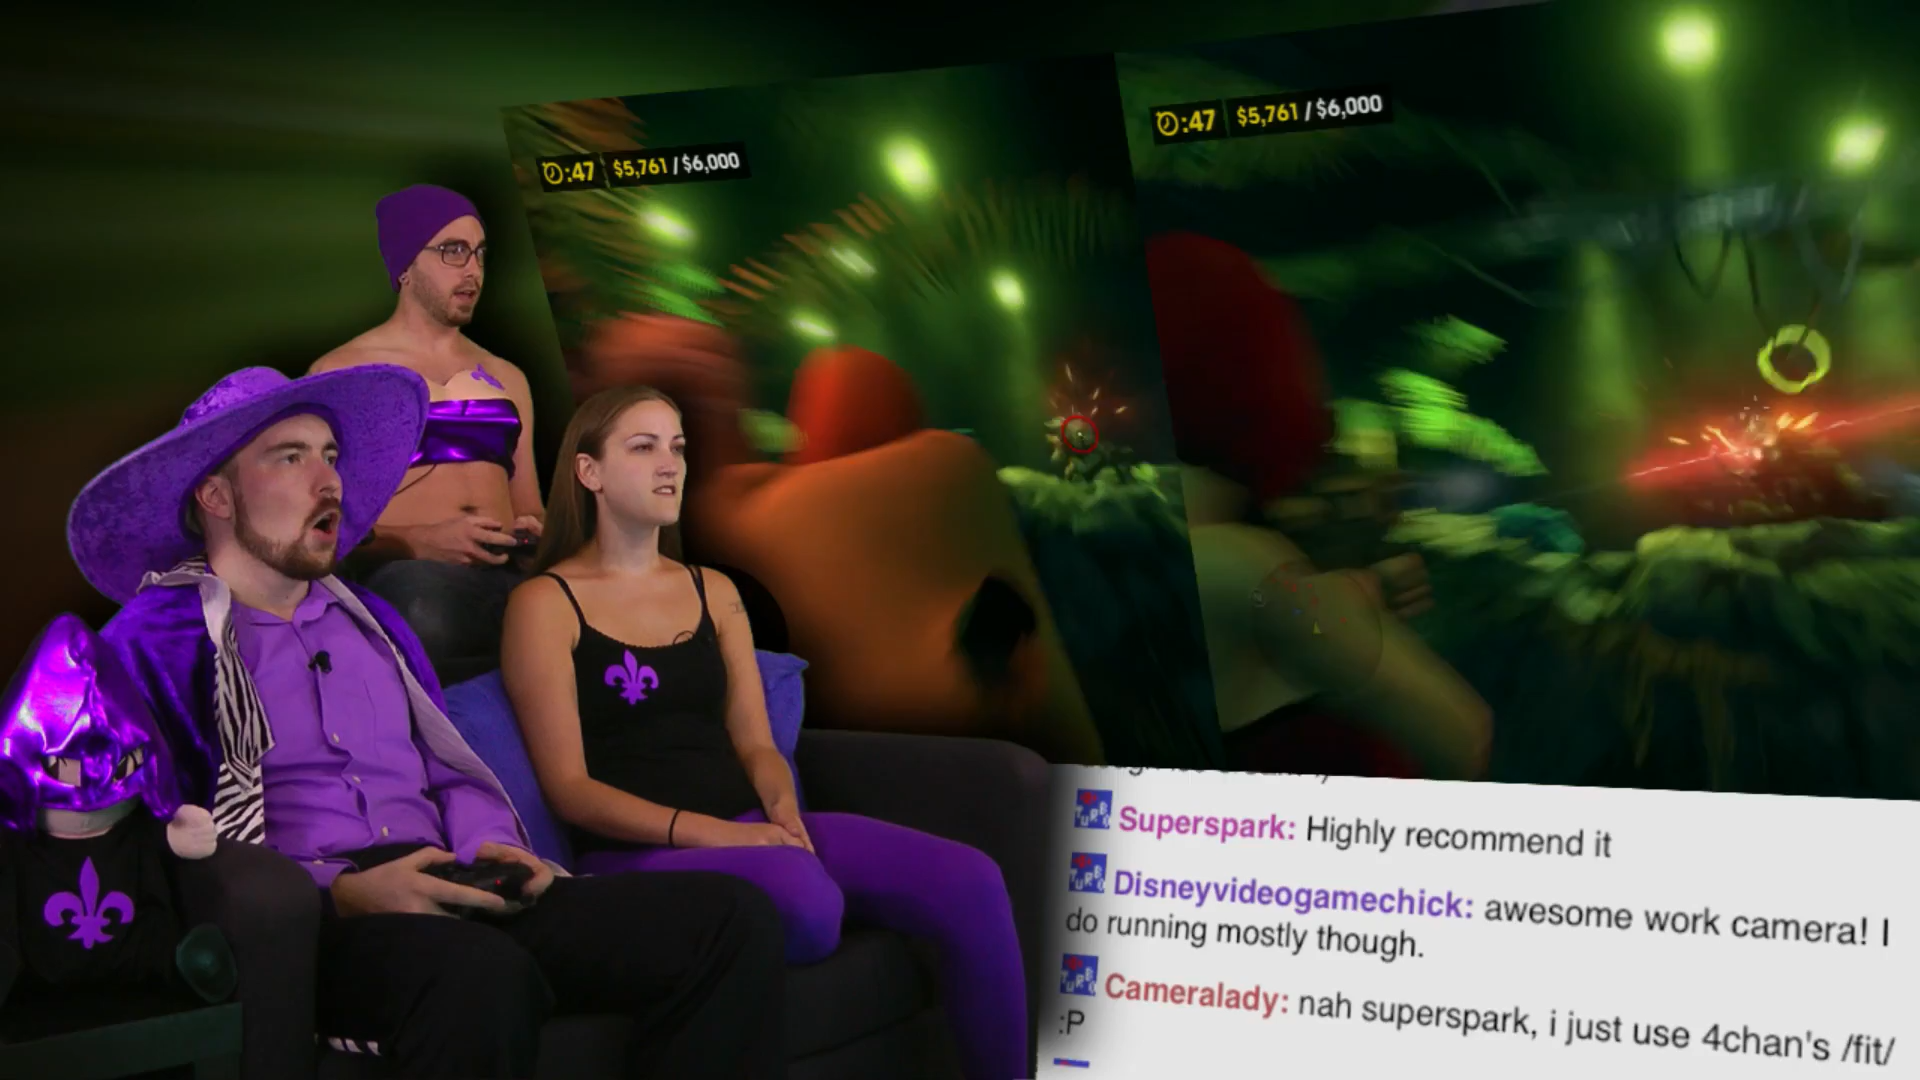 :47 $5,761 / $6,000
:47 $5,761 / $6,000
Superspark: Highly recommend it
Disneyvideogamechick: awesome work camera! I
do running mostly though.
Cameralady: nah superspark, i just use 4chan's /fit/
:P